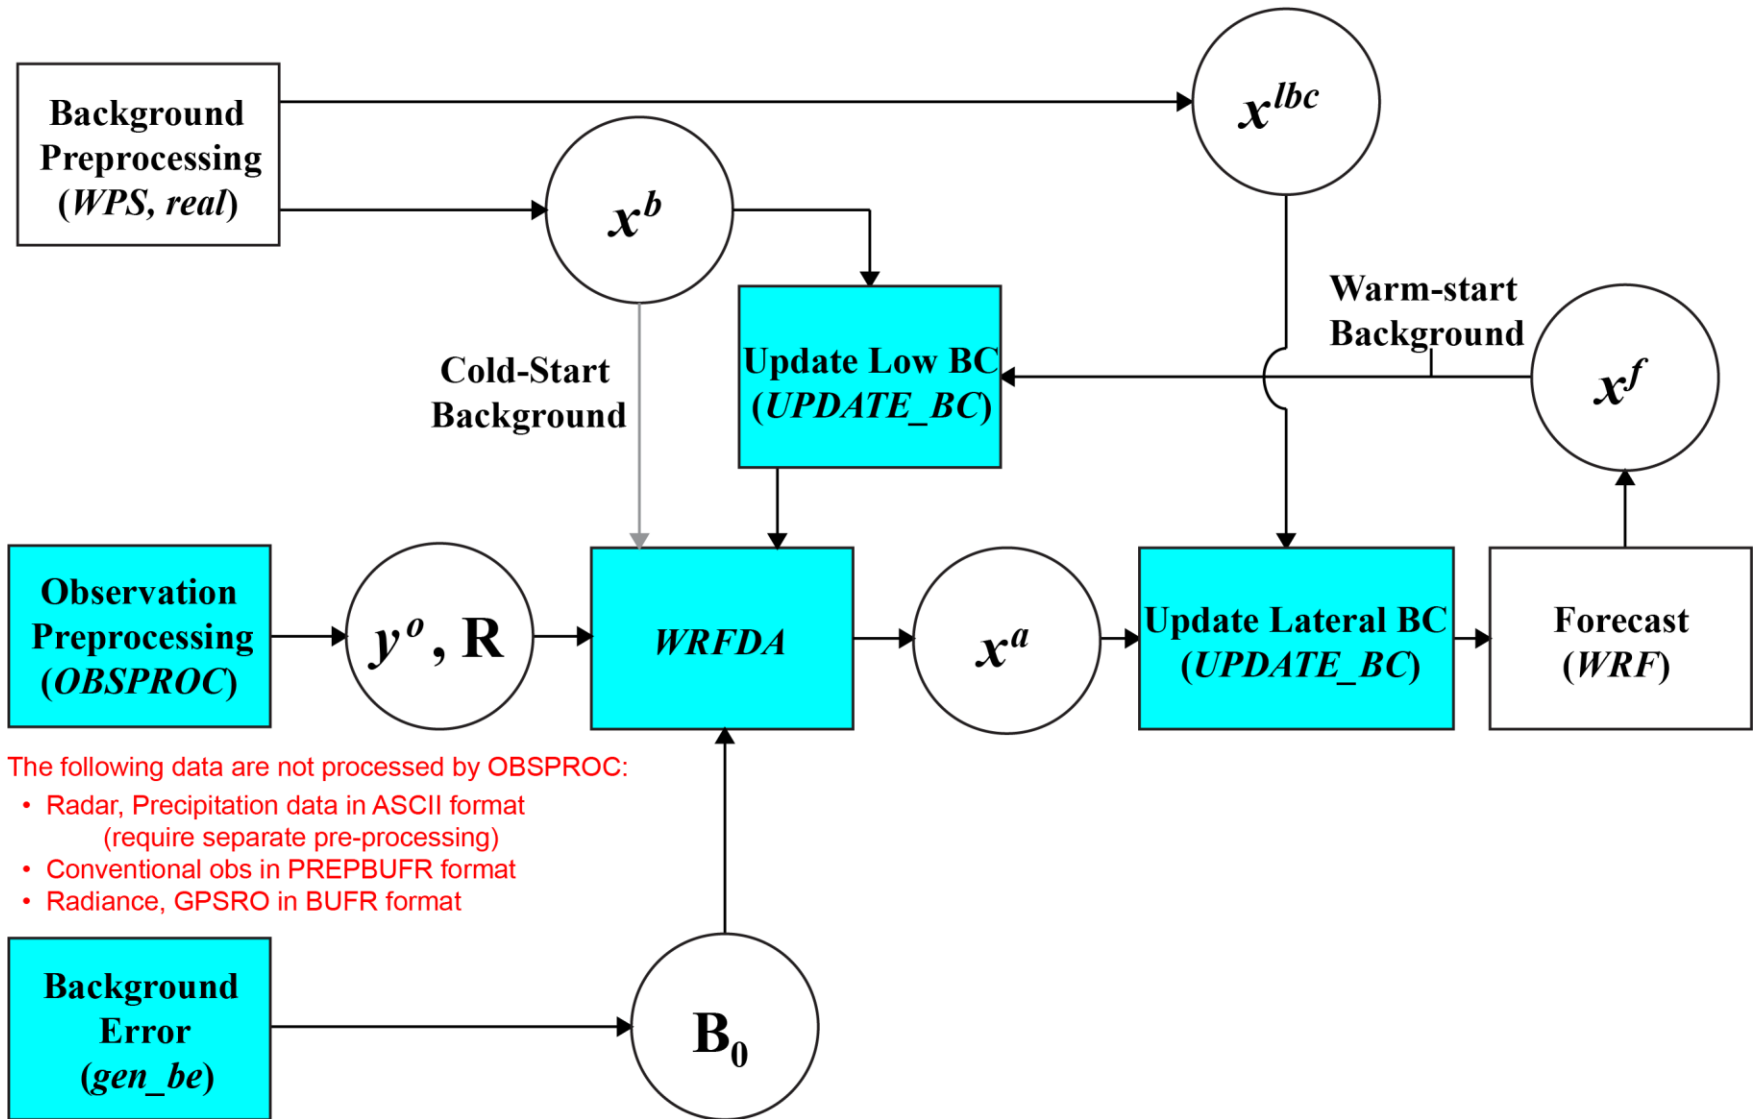 Background
Preprocessing
(WPS, real)
x^b
x^lbc
Cold-Start
Background
Update Low BC
(UPDATE_BC)
Warm-start
Background
x^f
Observation
Preprocessing
(OBSPROC)
y^o, R
WRFDA
x^a
Update Lateral BC
(UPDATE_BC)
Forecast
(WRF)
The following data are not processed by OBSPROC:
• Radar, Precipitation data in ASCII format
(require separate pre-processing)
• Conventional obs in PREPBUFR format
• Radiance, GPSRO in BUFR format
Background
Error
(gen_be)
B_0